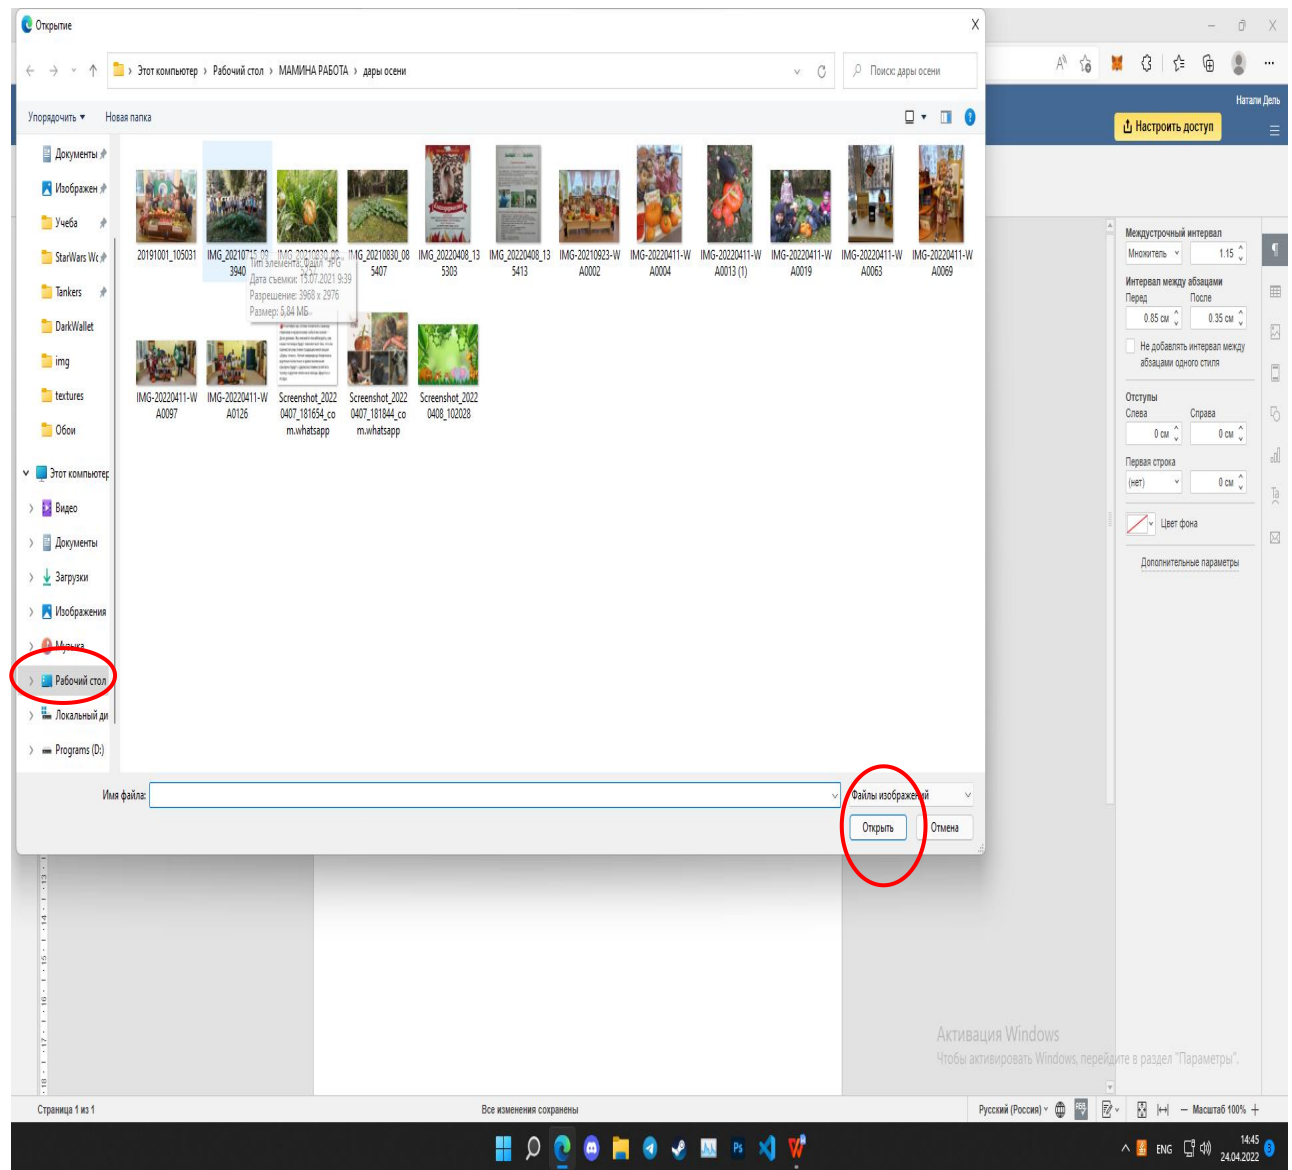 Открытие
Этот компьютер › Рабочий стол › МАМИНА РАБОТА › дары осени
Поиск: дары осени
Натали Дель
Настроить доступ
Упорядочить
Новая папка
Документы
Изображен
Учеба
StarWars Wc
Tankers
DarkWallet
img
textures
Обои
Этот компьютер
Видео
Документы
Загрузки
Изображения
Музыка
Рабочий стол
Локальный ди
Programs (D:)
20191001_105031
IMG_20210715_09
3940
IMG_20210830_08
5257
IMG_20210830_08
5407
IMG_20220408_13
5303
IMG_20220408_13
5413
IMG-20210923-W
A0002
IMG-20220411-W
A0004
IMG-20220411-W
A0013 (1)
IMG-20220411-W
A0019
IMG-20220411-W
A0063
IMG-20220411-W
A0069
Тип элемента: Файл "JPG"
Дата съемки: 15.07.2021 9:39
Разрешение: 3968 x 2976
Размер: 5,84 МБ
IMG-20220411-W
A0097
IMG-20220411-W
A0126
Screenshot_2022
0407_181654_co
m.whatsapp
Screenshot_2022
0407_181844_co
m.whatsapp
Screenshot_2022
0408_102028
Имя файла:
Файлы изображений
Открыть
Отмена
Междустрочный интервал
Множитель 1.15
Интервал между абзацами
Перед После
0.85 см 0.35 см
Не добавлять интервал между
абзацами одного стиля
Отступы
Слева Справа
0 см 0 см
Первая строка
(нет) 0 см
Цвет фона
Дополнительные параметры
Активация Windows
Чтобы активировать Windows, перейдите в раздел "Параметры".
Страница 1 из 1
Все изменения сохранены
Русский (Россия)
Масштаб 100%
ENG
14:45
24.04.2022
3